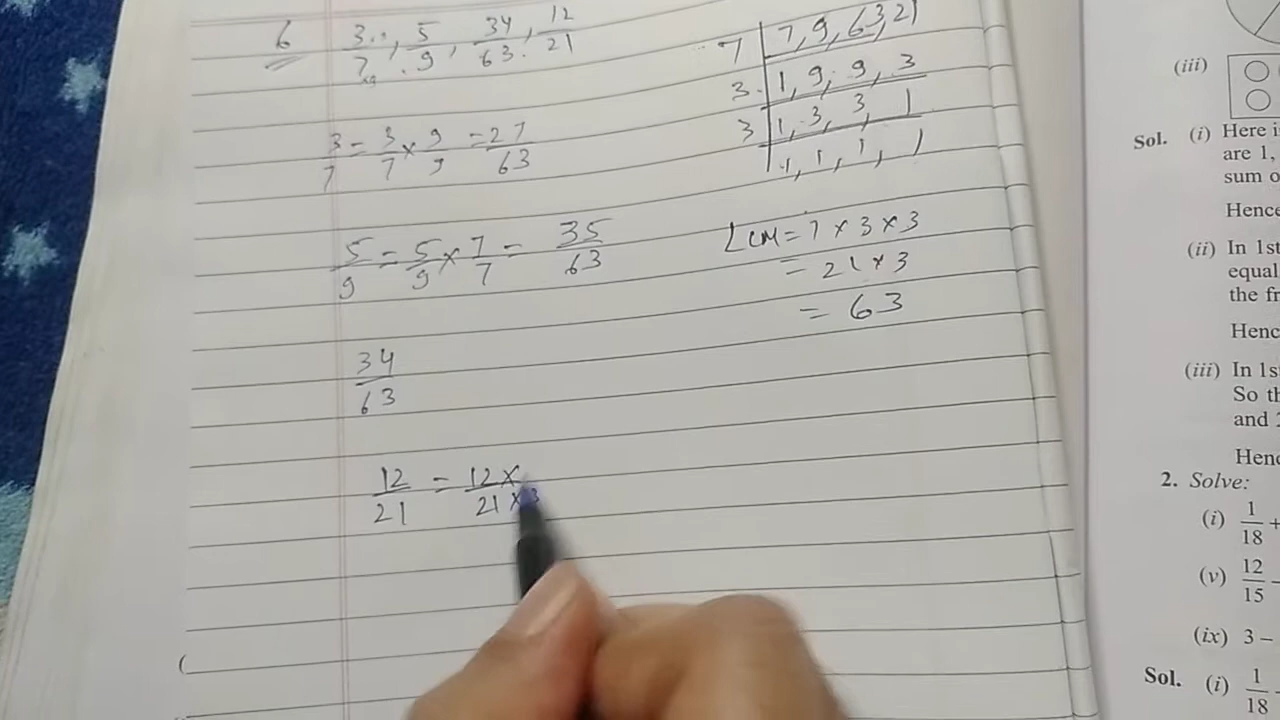 6 3/7 ×9, 5/9, 34/63, 12/21
3/7 = 3/7 × 9/9 = 27/63
5/9 = 5/9 × 7/7 = 35/63
34/63
12/21 = 12×/21×3
7 | 7, 9, 63, 21
3 | 1, 9, 9, 3
3 | 1, 3, 3, 1
1, 1, 1, 1
LCM = 7 × 3 × 3
= 21 × 3
= 63
(iii)
Sol. (i) Here i
are 1,
sum o
Hence
(ii) In 1st
equal
the fr
Henc
(iii) In 1s
So th
and 2
Hen
2. Solve:
(i) 1/18 +
(v) 12/15 -
(ix) 3 –
Sol. (i) 1/18 -